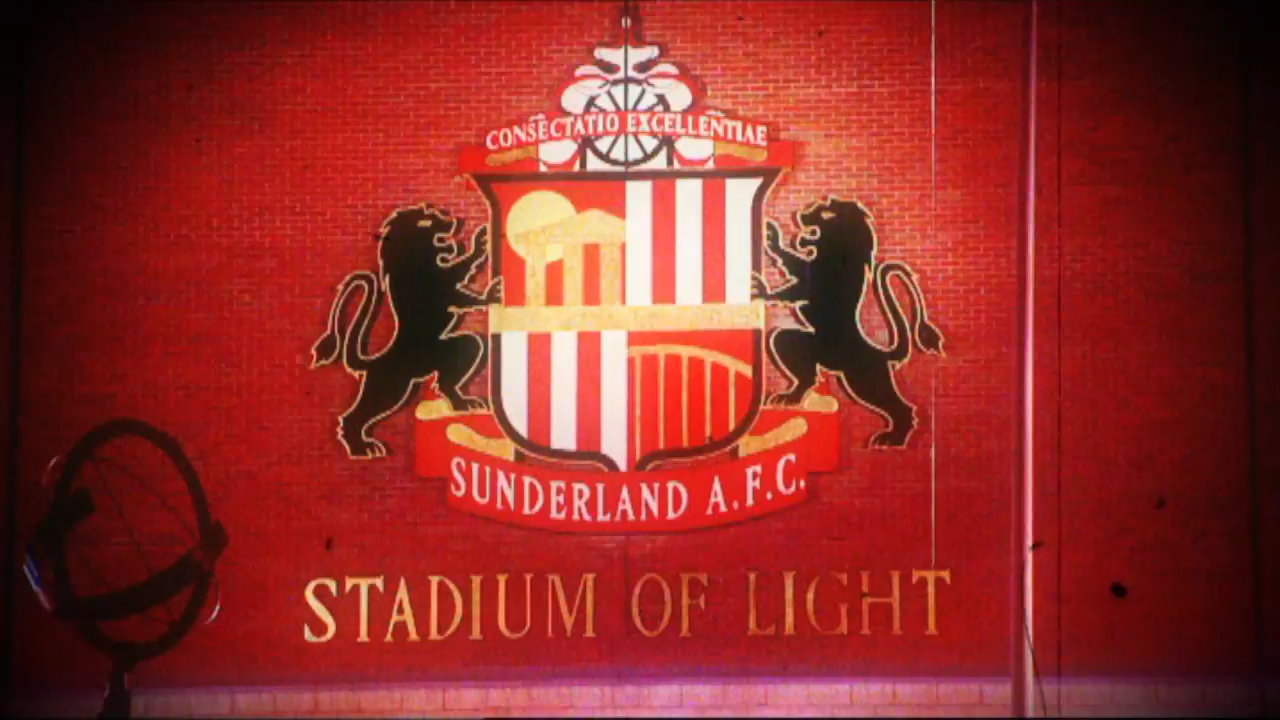 CONSECTATIO EXCELLENTIAE
SUNDERLAND A.F.C.
STADIUM OF LIGHT